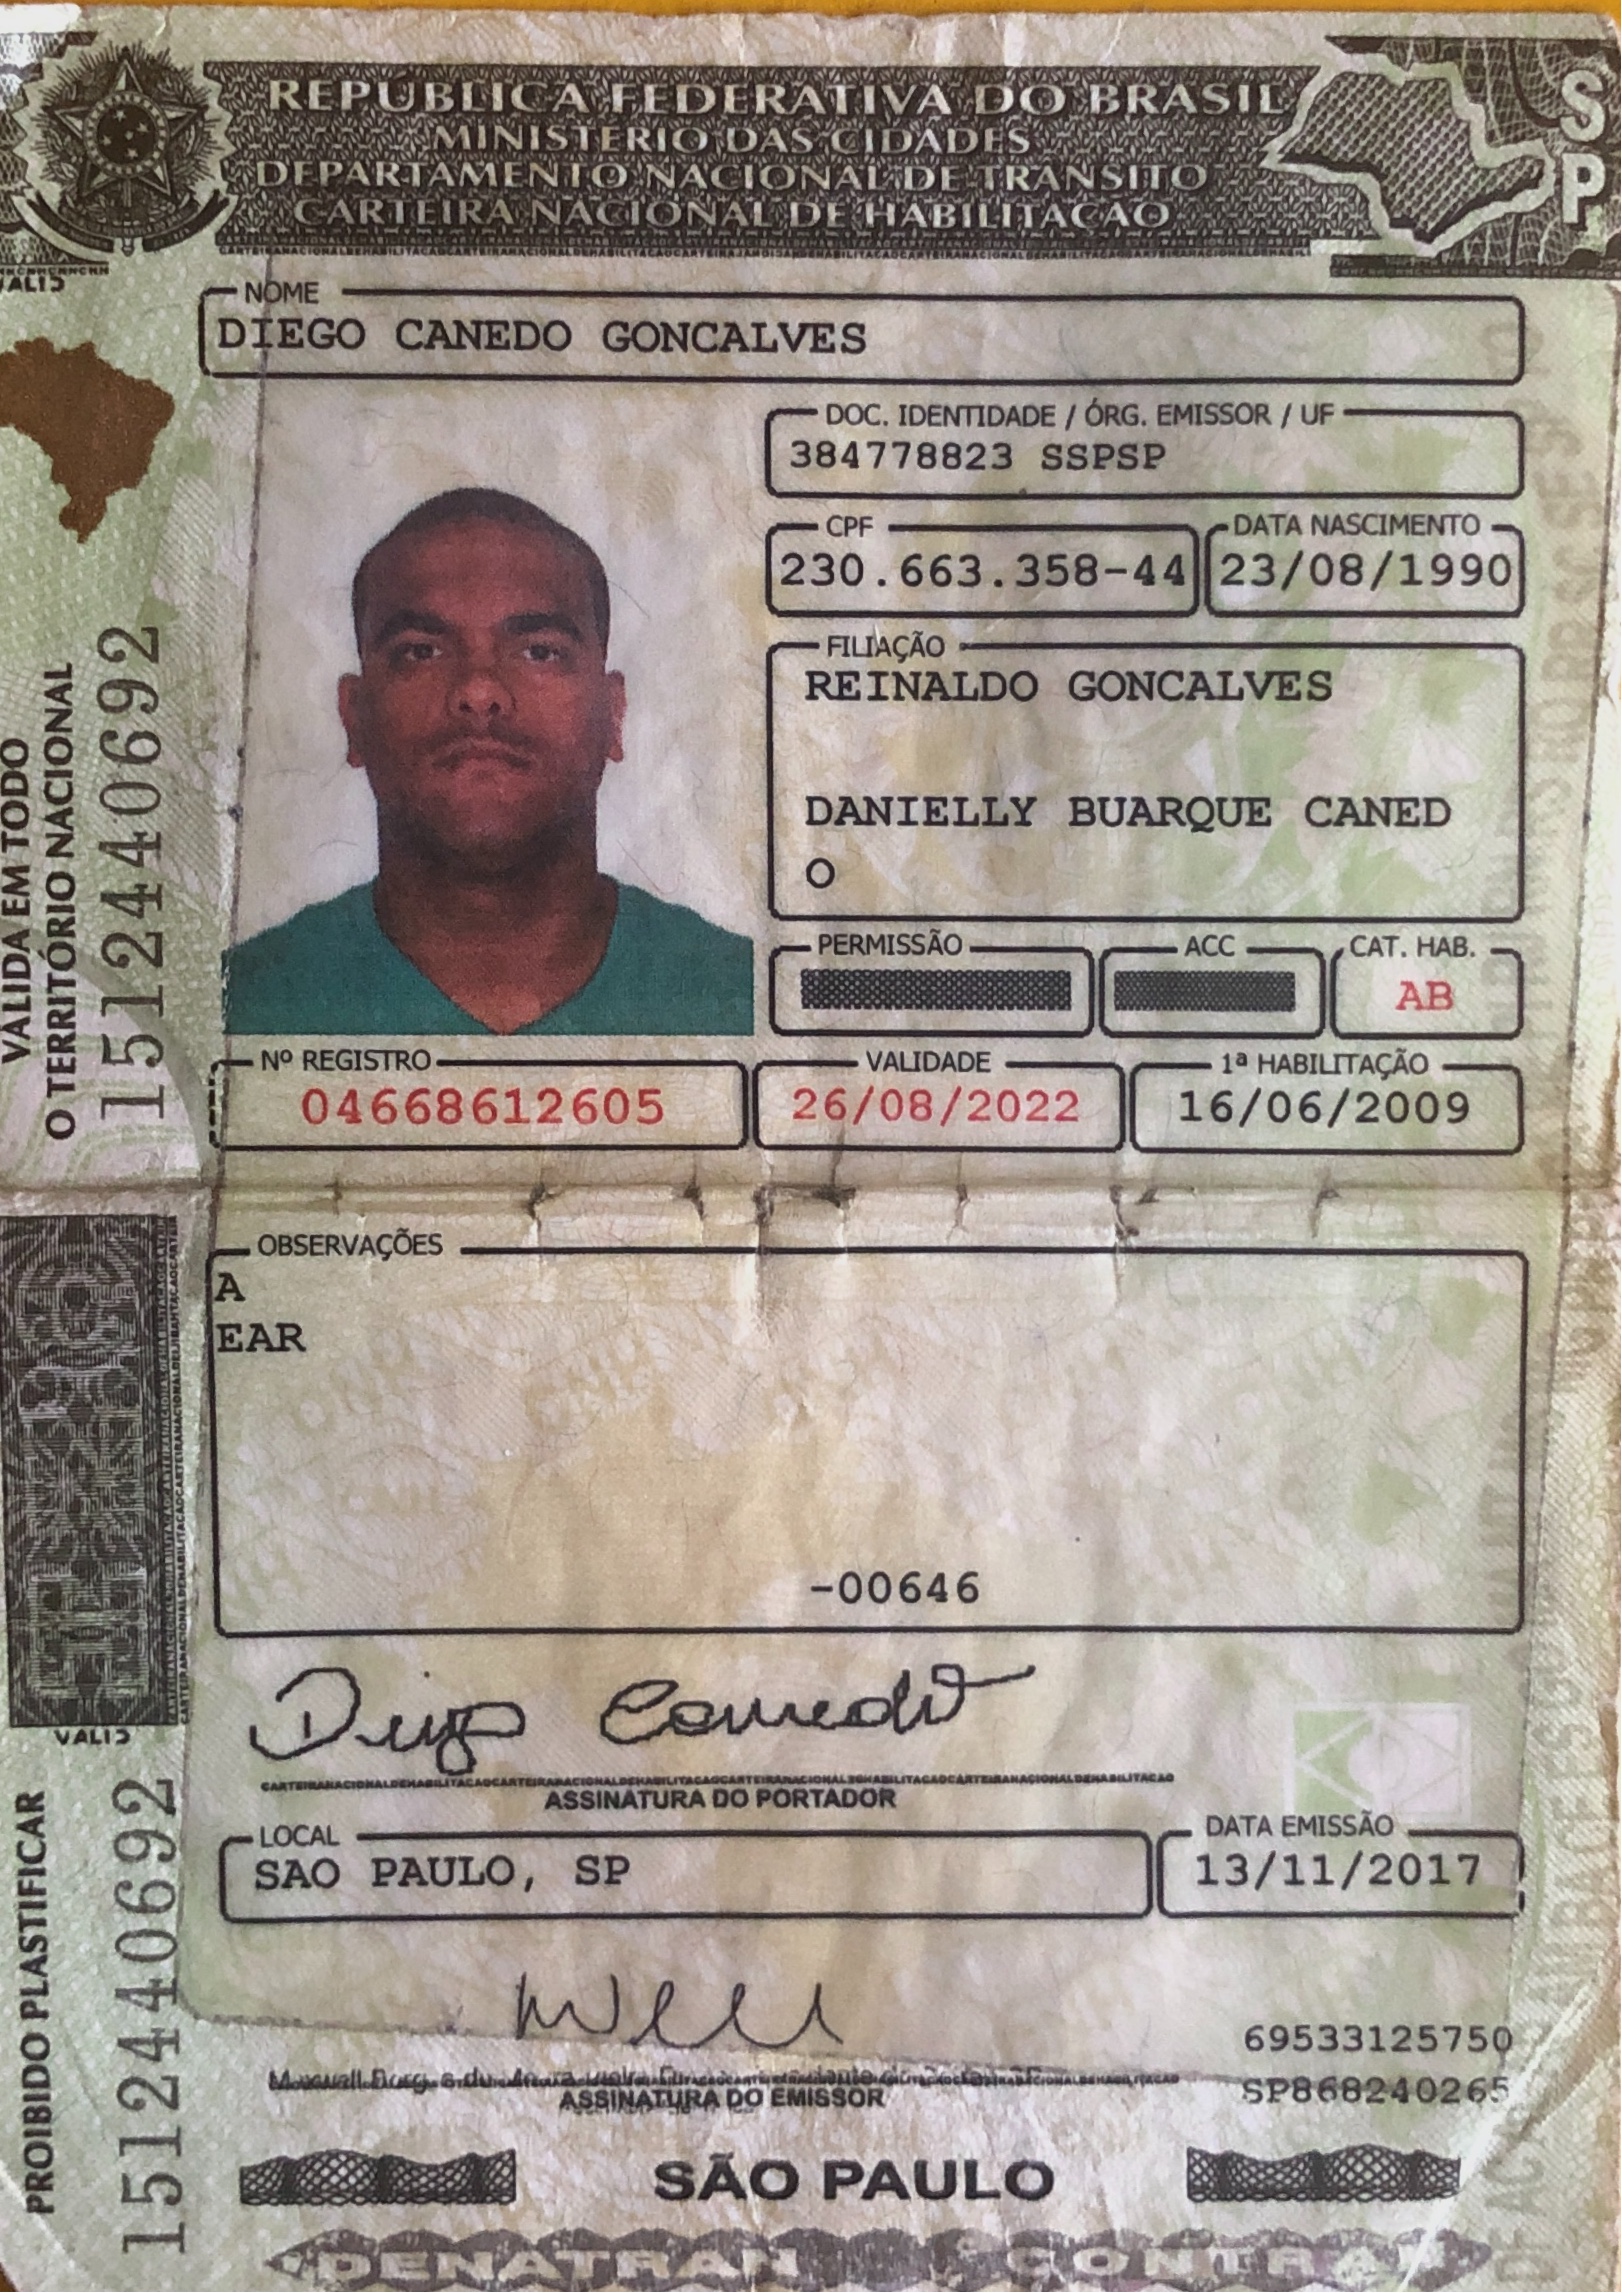 REPÚBLICA FEDERATIVA DO BRASIL
MINISTERIO DAS CIDADES
DEPARTAMENTO NACIONAL DE TRANSITO
CARTEIRA NACIONAL DE HABILITAÇÃO
SP
NOME
DIEGO CANEDO GONCALVES
DOC. IDENTIDADE / ÓRG. EMISSOR / UF
384778823 SSPSP
CPF
230.663.358-44
DATA NASCIMENTO
23/08/1990
FILIAÇÃO
REINALDO GONCALVES
DANIELLY BUARQUE CANED
O
PERMISSÃO
ACC
CAT. HAB.
AB
Nº REGISTRO
04668612605
VALIDADE
26/08/2022
1ª HABILITAÇÃO
16/06/2009
VALIDA EM TODO
O TERRITÓRIO NACIONAL
1512440692
OBSERVAÇÕES
A
EAR
-00646
Diego Canedo
ASSINATURA DO PORTADOR
LOCAL
SAO PAULO, SP
DATA EMISSÃO
13/11/2017
69533125750
SP868240265
ASSINATURA DO EMISSOR
PROIBIDO PLASTIFICAR
1512440692
SÃO PAULO
DENATRAN CONTRAN